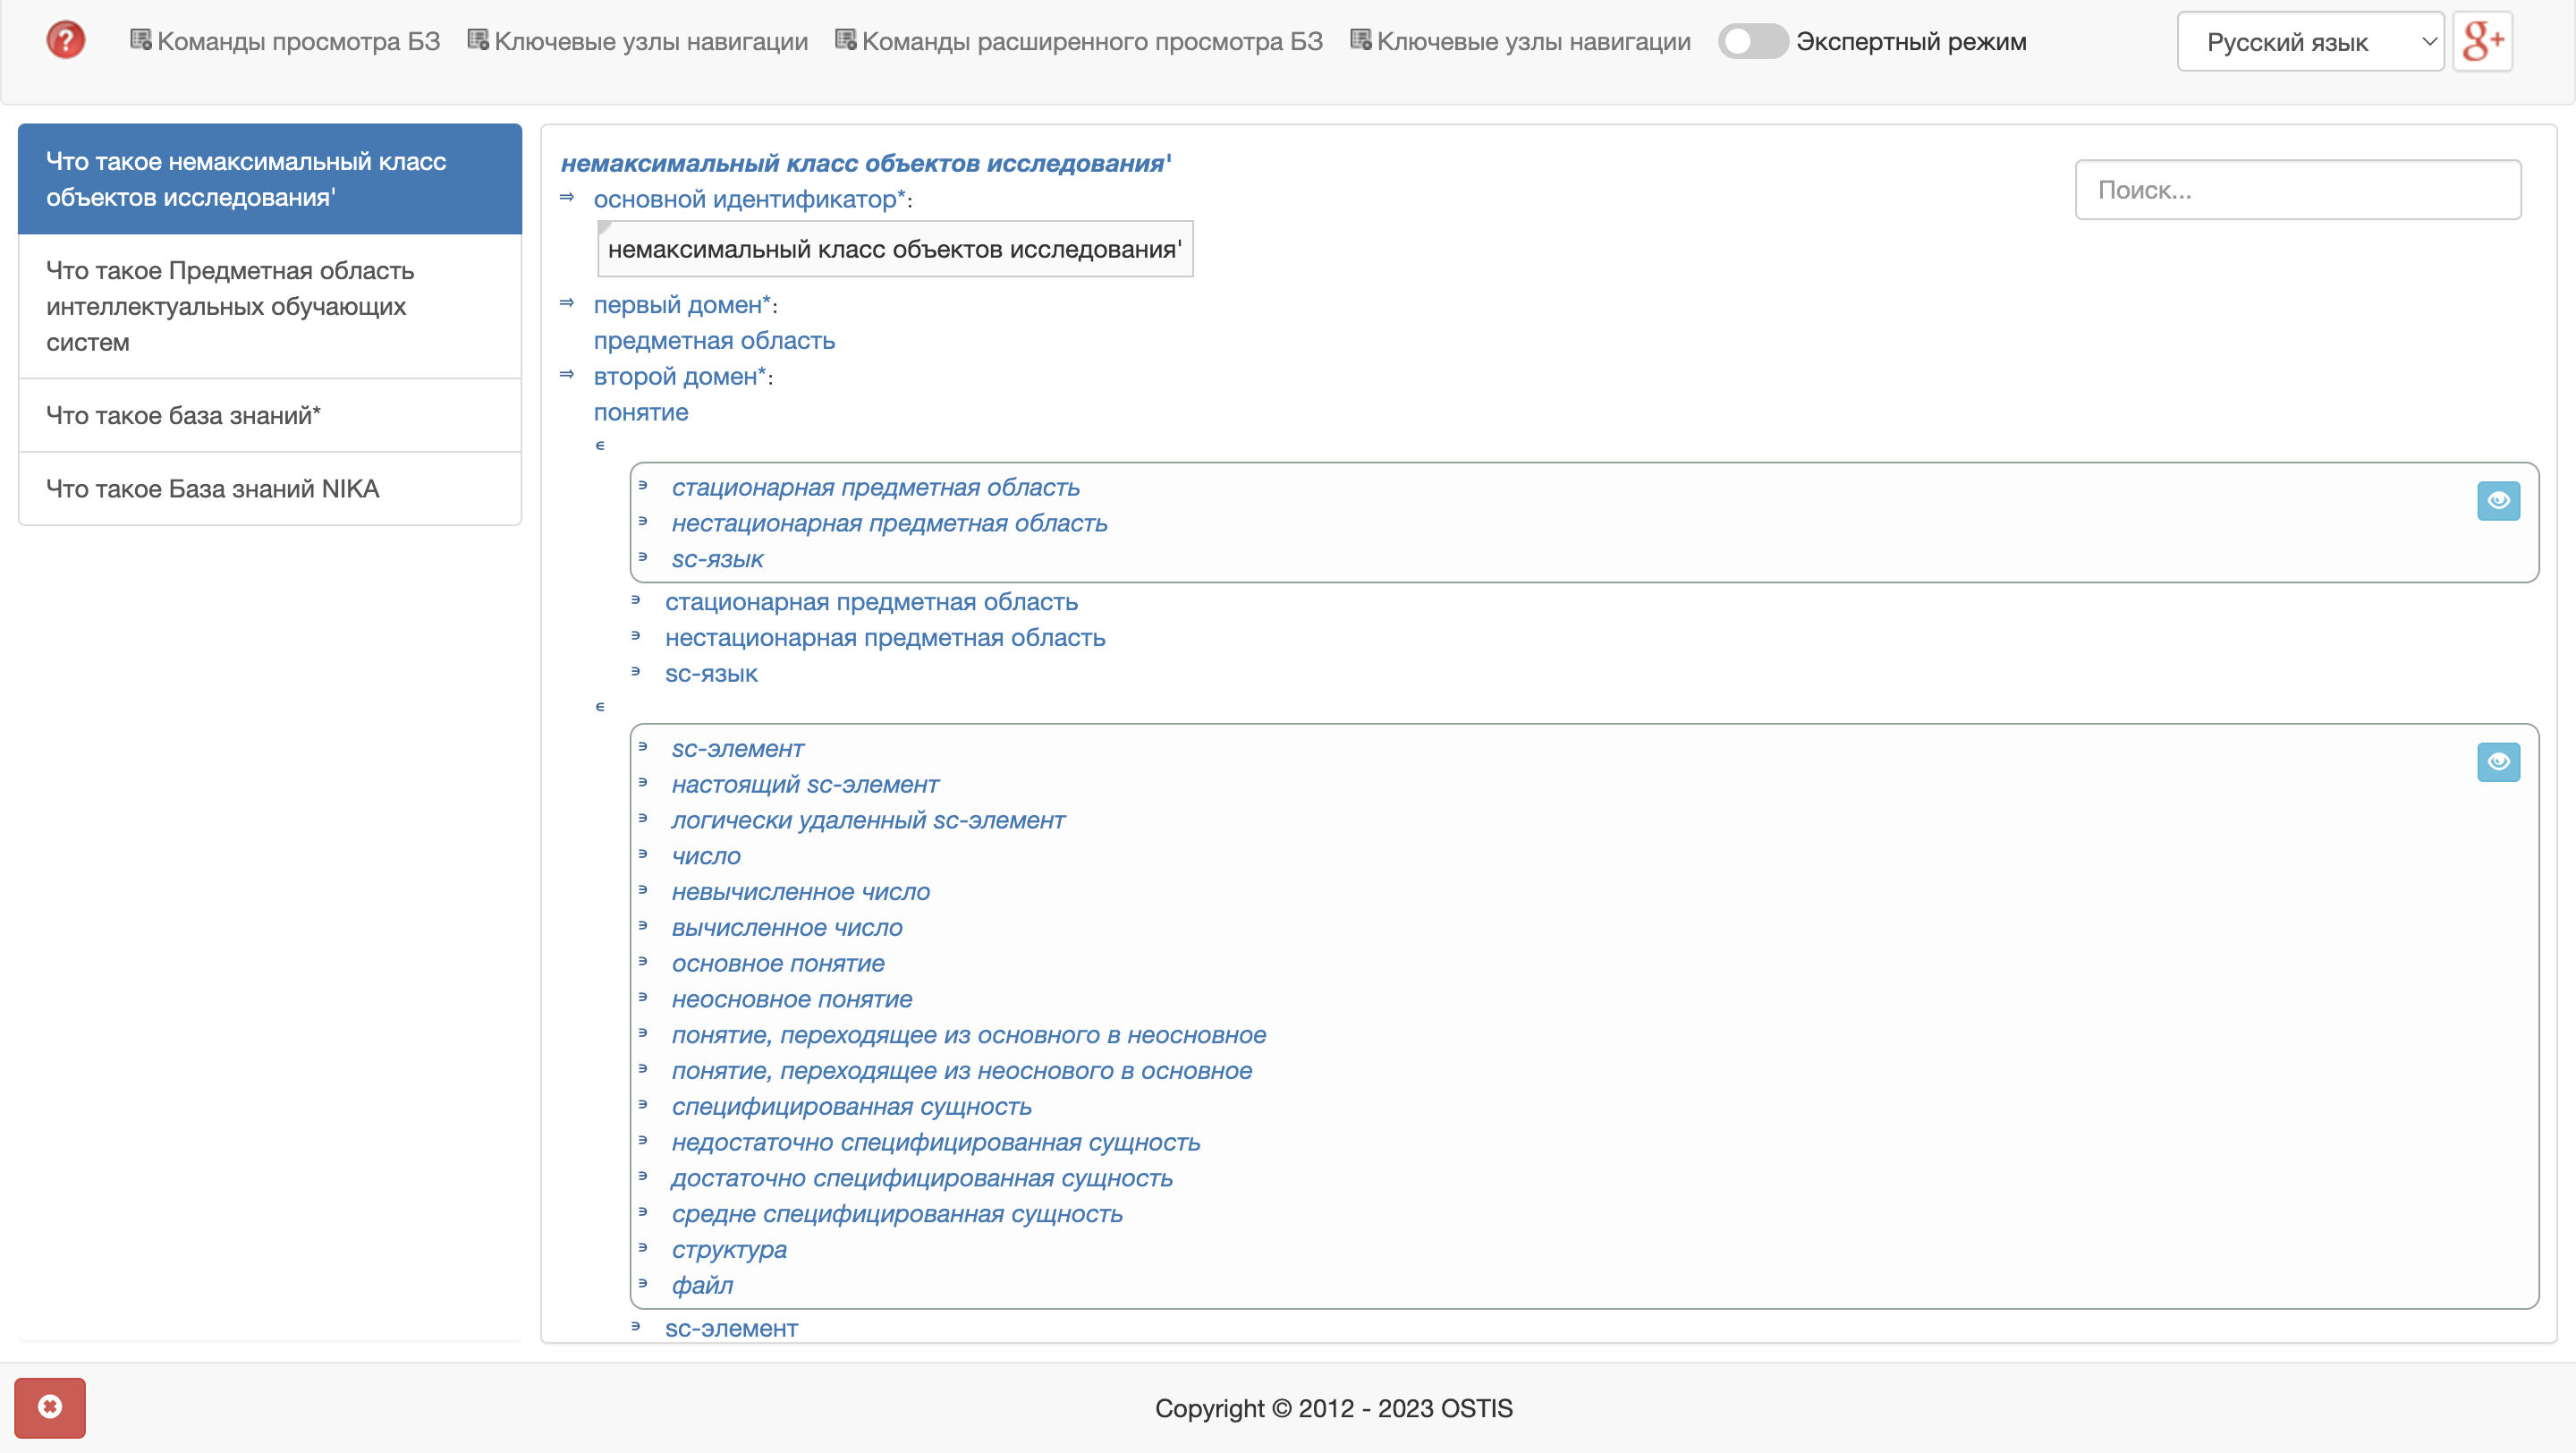 Команды просмотра БЗ
Ключевые узлы навигации
Команды расширенного просмотра БЗ
Ключевые узлы навигации
Экспертный режим
Русский язык
g+
Что такое немаксимальный класс
объектов исследования'
Что такое Предметная область
интеллектуальных обучающих
систем
Что такое база знаний*
Что такое База знаний NIKA
немаксимальный класс объектов исследования'
Поиск...
⇒ основной идентификатор*:
немаксимальный класс объектов исследования'
⇒ первый домен*:
предметная область
⇒ второй домен*:
понятие
∈
∋ стационарная предметная область
∋ нестационарная предметная область
∋ sc-язык
∋ стационарная предметная область
∋ нестационарная предметная область
∋ sc-язык
∈
∋ sc-элемент
∋ настоящий sc-элемент
∋ логически удаленный sc-элемент
∋ число
∋ невычисленное число
∋ вычисленное число
∋ основное понятие
∋ неосновное понятие
∋ понятие, переходящее из основного в неосновное
∋ понятие, переходящее из неоснового в основное
∋ специфицированная сущность
∋ недостаточно специфицированная сущность
∋ достаточно специфицированная сущность
∋ средне специфицированная сущность
∋ структура
∋ файл
∋ sc-элемент
Copyright © 2012 - 2023 OSTIS